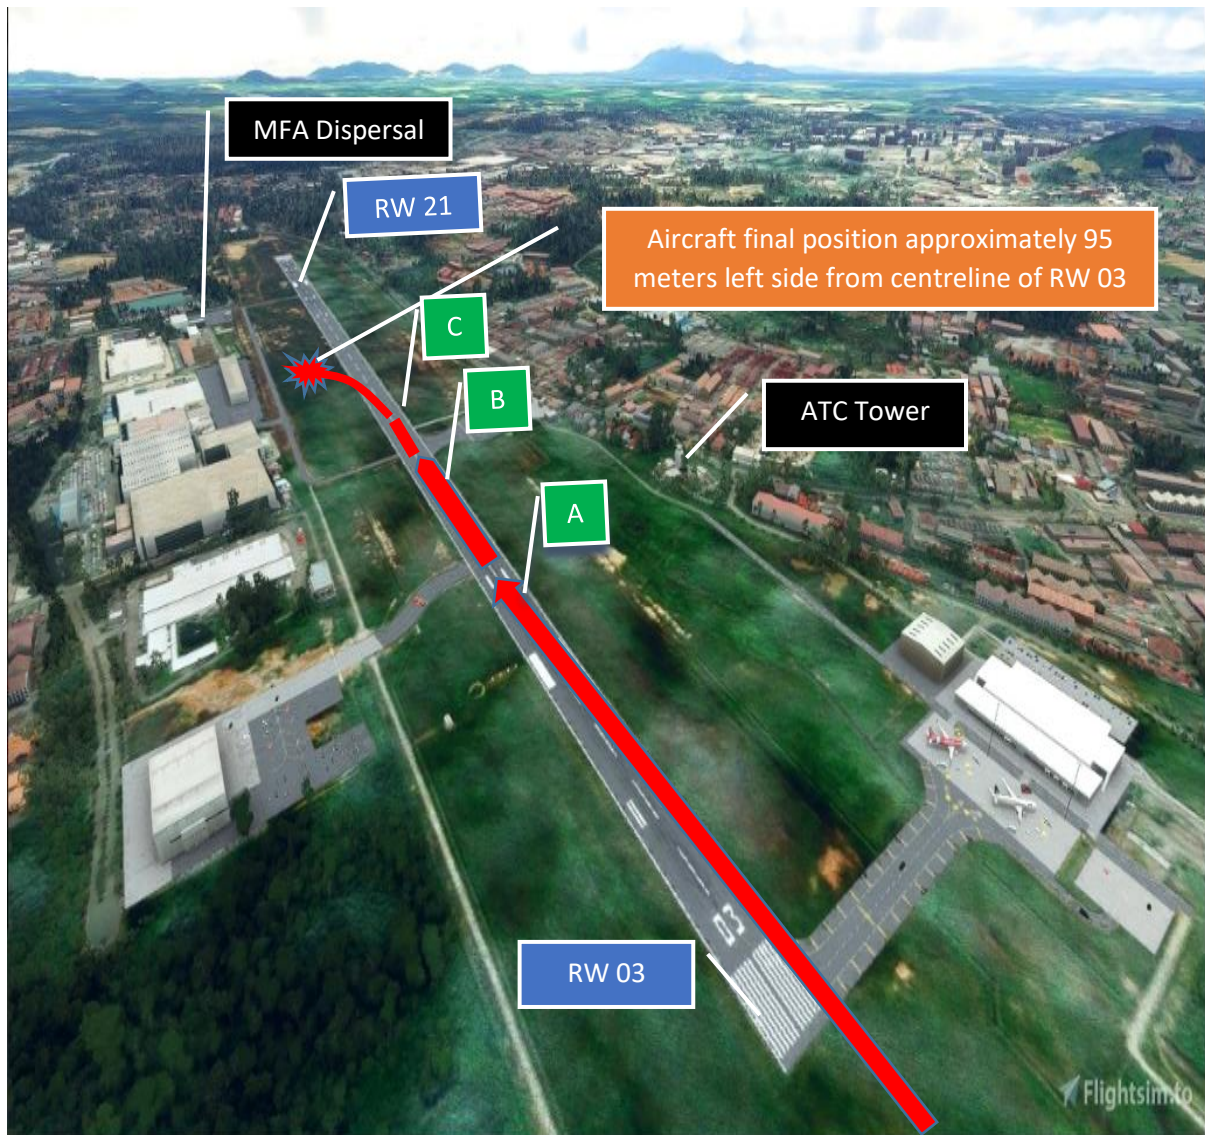 MFA Dispersal
RW 21
Aircraft final position approximately 95
meters left side from centreline of RW 03
C
B
ATC Tower
A
03
RW 03
Flightsim.to